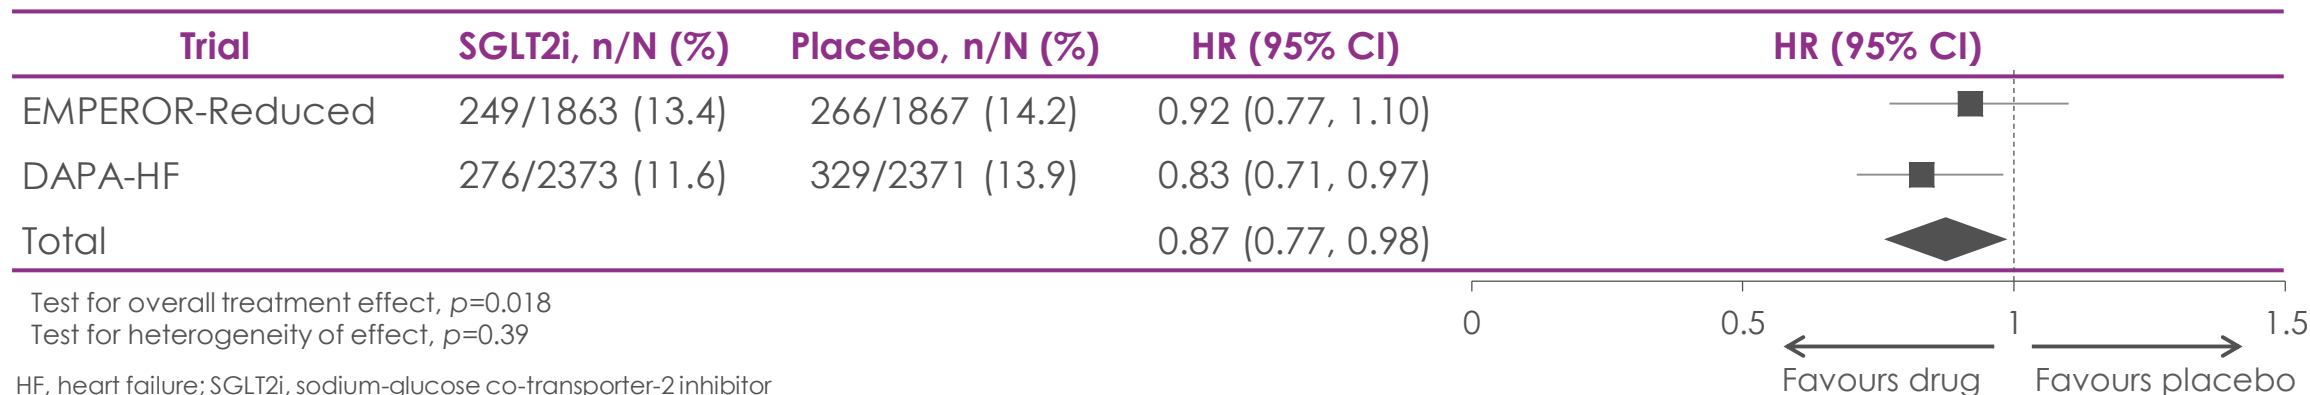 Trial SGLT2i, n/N (%) Placebo, n/N (%) HR (95% CI) HR (95% CI)
EMPEROR-Reduced 249/1863 (13.4) 266/1867 (14.2) 0.92 (0.77, 1.10)
DAPA-HF 276/2373 (11.6) 329/2371 (13.9) 0.83 (0.71, 0.97)
Total 0.87 (0.77, 0.98)
Test for overall treatment effect, p=0.018
Test for heterogeneity of effect, p=0.39
0 0.5 1 1.5
Favours drug Favours placebo
HF, heart failure; SGLT2i, sodium-glucose co-transporter-2 inhibitor